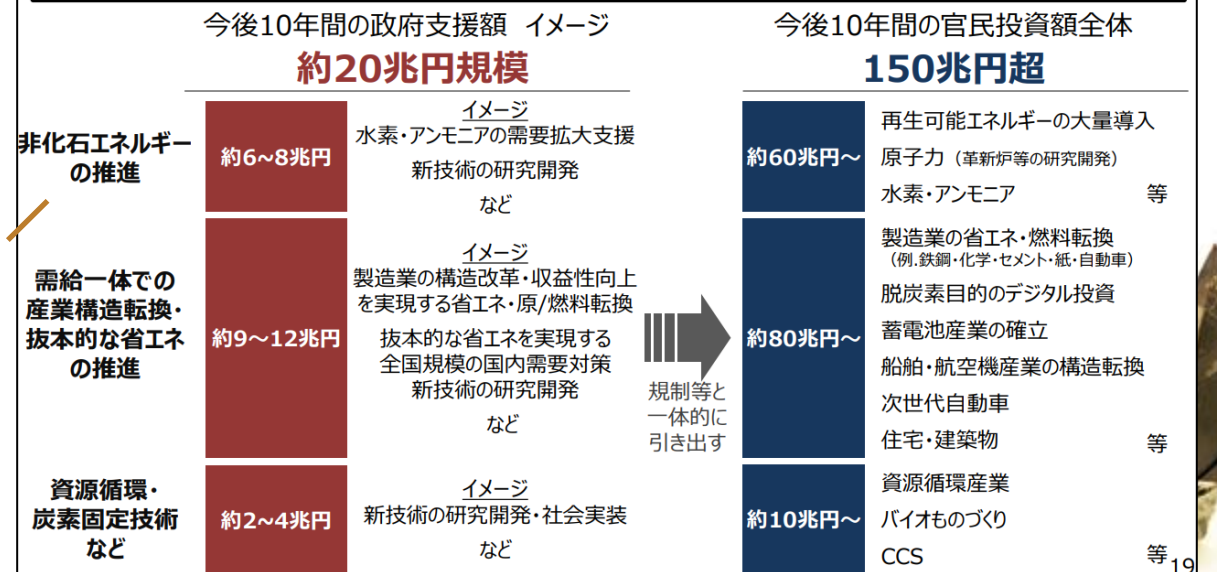 今後10年間の政府支援額 イメージ
約20兆円規模
今後10年間の官民投資額全体
150兆円超
非化石エネルギー
の推進
約6~8兆円
イメージ
水素・アンモニアの需要拡大支援
新技術の研究開発
など
約60兆円~
再生可能エネルギーの大量導入
原子力(革新炉等の研究開発)
水素・アンモニア 等
需給一体での
産業構造転換・
抜本的な省エネ
の推進
約9~12兆円
イメージ
製造業の構造改革・収益性向上
を実現する省エネ・原/燃料転換
抜本的な省エネを実現する
全国規模の国内需要対策
新技術の研究開発
など
規制等と
一体的に
引き出す
約80兆円~
製造業の省エネ・燃料転換
(例.鉄鋼・化学・セメント・紙・自動車)
脱炭素目的のデジタル投資
蓄電池産業の確立
船舶・航空機産業の構造転換
次世代自動車
住宅・建築物 等
資源循環・
炭素固定技術
など
約2~4兆円
イメージ
新技術の研究開発・社会実装
など
約10兆円~
資源循環産業
バイオものづくり
CCS 等
19